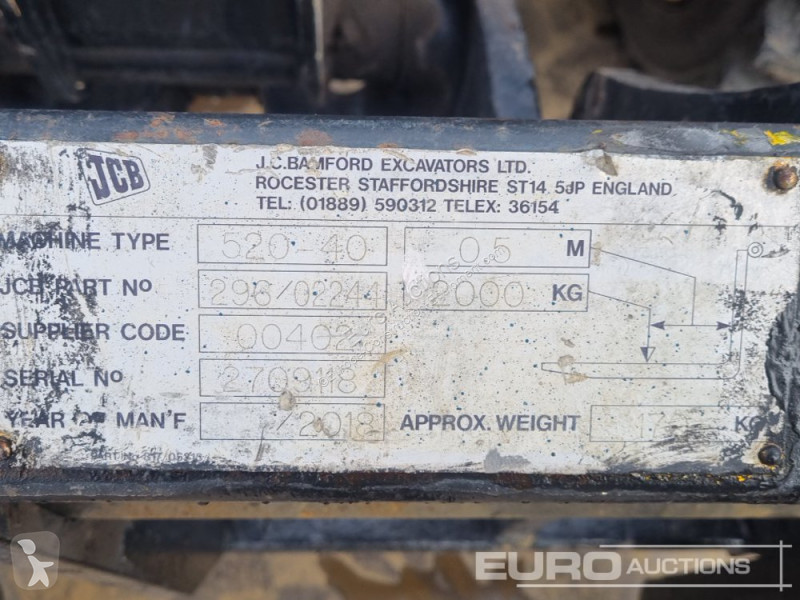 JCB
J.C.BAMFORD EXCAVATORS LTD.
ROCESTER STAFFORDSHIRE ST14 5JP ENGLAND
TEL: (01889) 590312 TELEX: 36154
MACHINE TYPE 520-40 0.5 M
JCB PART Nº 296/02244 2000 KG
SUPPLIER CODE 004022
SERIAL Nº 2709118
YEAR OF MAN'F /2018 APPROX. WEIGHT KG
EURO AUCTIONS